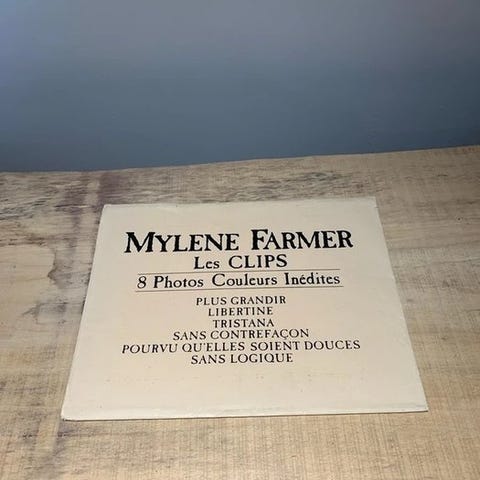 MYLENE FARMER
LES CLIPS
8 Photos Couleurs Inédites
PLUS GRANDIR
LIBERTINE
TRISTANA
SANS CONTREFAÇON
POURVU QU'ELLES SOIENT DOUCES
SANS LOGIQUE